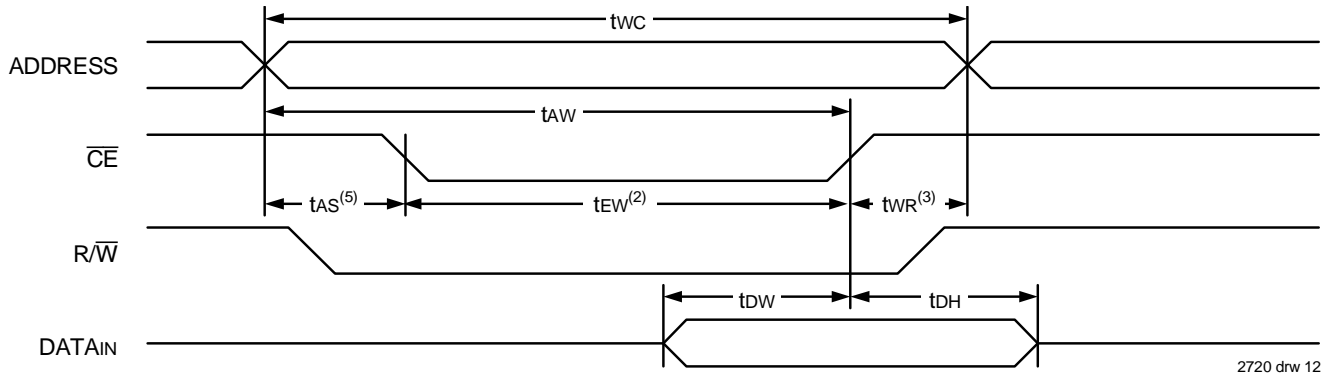 tWC
ADDRESS
tAW
CE
tAS(5) tEW(2) tWR(3)
R/W
tDW tDH
DATAIN
2720 drw 12